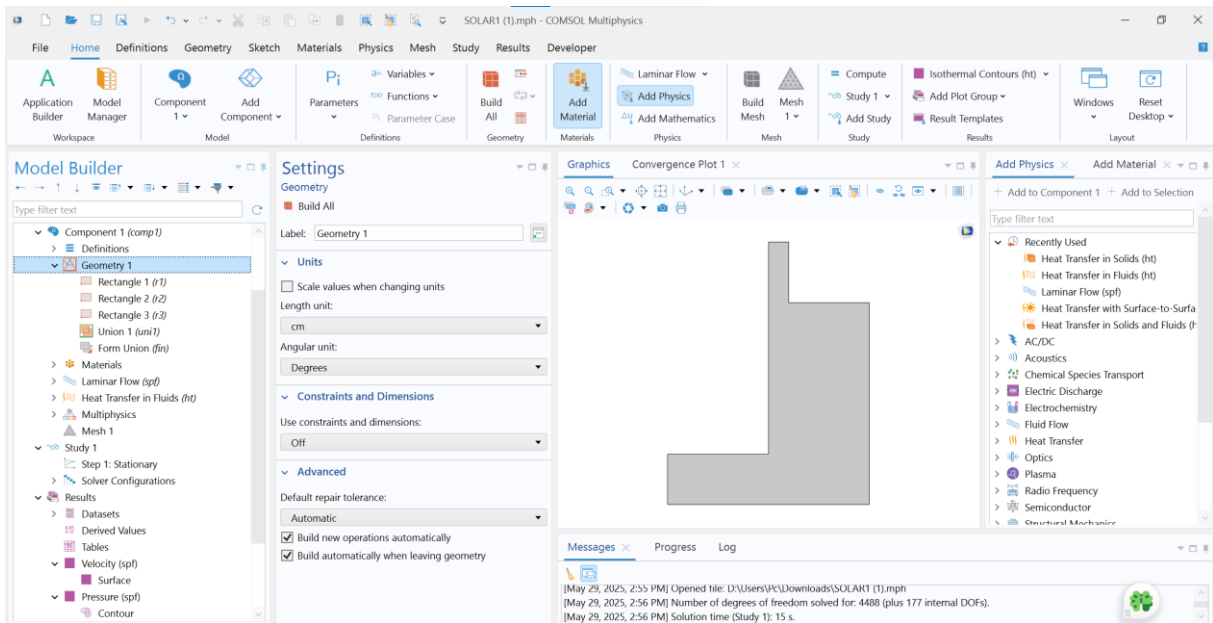 SOLAR1 (1).mph - COMSOL Multiphysics
File Home Definitions Geometry Sketch Materials Physics Mesh Study Results Developer
Application Builder
Model Manager
Workspace
Component 1
Add Component
Model
Pi
Parameters
a= Variables
f(x) Functions
Pi Parameter Case
Definitions
Build All
Geometry
Add Material
Materials
Laminar Flow
Add Physics
Add Mathematics
Physics
Build Mesh
Mesh 1
Mesh
Compute
Study 1
Add Study
Study
Isothermal Contours (ht)
Add Plot Group
Result Templates
Results
Windows
Reset Desktop
Layout
Model Builder
Type filter text
Component 1 (comp1)
Definitions
Geometry 1
Rectangle 1 (r1)
Rectangle 2 (r2)
Rectangle 3 (r3)
Union 1 (uni1)
Form Union (fin)
Materials
Laminar Flow (spf)
Heat Transfer in Fluids (ht)
Multiphysics
Mesh 1
Study 1
Step 1: Stationary
Solver Configurations
Results
Datasets
Derived Values
Tables
Velocity (spf)
Surface
Pressure (spf)
Contour
Settings
Geometry
Build All
Label: Geometry 1
Units
Scale values when changing units
Length unit:
cm
Angular unit:
Degrees
Constraints and Dimensions
Use constraints and dimensions:
Off
Advanced
Default repair tolerance:
Automatic
Build new operations automatically
Build automatically when leaving geometry
Graphics Convergence Plot 1
Messages Progress Log
[May 29, 2025, 2:55 PM] Opened file: D:\Users\Pc\Downloads\SOLAR1 (1).mph
[May 29, 2025, 2:56 PM] Number of degrees of freedom solved for: 4488 (plus 177 internal DOFs).
[May 29, 2025, 2:56 PM] Solution time (Study 1): 15 s.
Add Physics Add Material
+ Add to Component 1 + Add to Selection
Type filter text
Recently Used
Heat Transfer in Solids (ht)
Heat Transfer in Fluids (ht)
Laminar Flow (spf)
Heat Transfer with Surface-to-Surfa
Heat Transfer in Solids and Fluids (h
AC/DC
Acoustics
Chemical Species Transport
Electric Discharge
Electrochemistry
Fluid Flow
Heat Transfer
Optics
Plasma
Radio Frequency
Semiconductor
Structural Mechanics